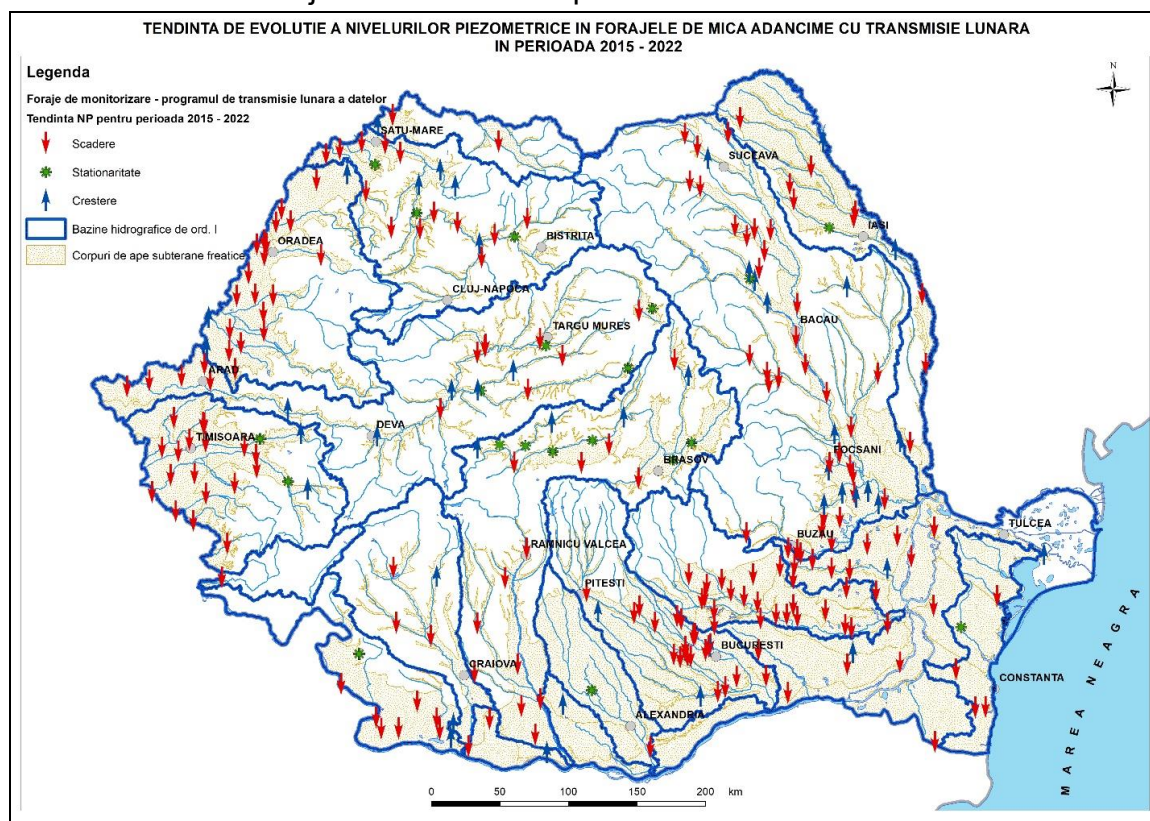 TENDINTA DE EVOLUTIE A NIVELURILOR PIEZOMETRICE IN FORAJELE DE MICA ADANCIME CU TRANSMISIE LUNARA
IN PERIOADA 2015 - 2022
Legenda
Foraje de monitorizare - programul de transmisie lunara a datelor
Tendinta NP pentru perioada 2015 - 2022
Scadere
Stationaritate
Crestere
Bazine hidrografice de ord. I
Corpuri de ape subterane freatice
N
SATU-MARE
SUCEAVA
IASI
ORADEA
BISTRITA
CLUJ-NAPOCA
TARGU MURES
BACAU
ARAD
DEVA
TIMISOARA
FOCSANI
BRASOV
TULCEA
BUZAU
RAMNICU VALCEA
PITESTI
BUCURESTI
CRAIOVA
CONSTANTA
ALEXANDRIA
MAREA NEAGRA
0 50 100 150 200 km